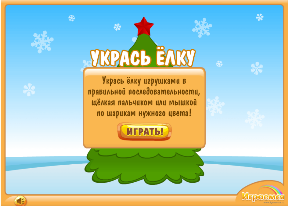 УКРАСЬ ЁЛКУ
Укрась ёлку игрушками в
правильной последовательности,
щёлкая пальчиком или мышкой
по шарикам нужного цвета!
ИГРАТЬ!